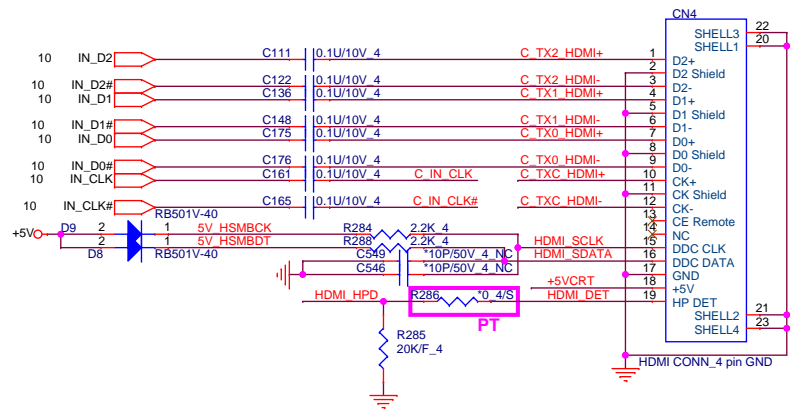 CN4
SHELL3 22
SHELL1 20
10 IN_D2 C111 0.1U/10V_4 C_TX2_HDMI+ 1 D2+
2 D2 Shield
10 IN_D2# C122 0.1U/10V_4 C_TX2_HDMI- 3 D2-
10 IN_D1 C136 0.1U/10V_4 C_TX1_HDMI+ 4 D1+
5 D1 Shield
10 IN_D1# C148 0.1U/10V_4 C_TX1_HDMI- 6 D1-
10 IN_D0 C175 0.1U/10V_4 C_TX0_HDMI+ 7 D0+
8 D0 Shield
10 IN_D0# C176 0.1U/10V_4 C_TX0_HDMI- 9 D0-
10 IN_CLK C161 0.1U/10V_4 C_IN_CLK C_TXC_HDMI+ 10 CK+
11 CK Shield
10 IN_CLK# C165 0.1U/10V_4 C_IN_CLK# C_TXC_HDMI- 12 CK-
RB501V-40
13 CE Remote
+5V D9 2 1 5V_HSMBCK R284 2.2K_4 14 NC
D8 2 1 5V_HSMBDT R288 2.2K_4 HDMI_SCLK 15 DDC CLK
RB501V-40
C549 *10P/50V_4_NC HDMI_SDATA 16 DDC DATA
C546 *10P/50V_4_NC 17 GND
+5VCRT 18 +5V
HDMI_HPD R286 *0_4/S HDMI_DET 19 HP DET
PT
SHELL2 21
SHELL4 23
R285
20K/F_4
HDMI CONN_4 pin GND